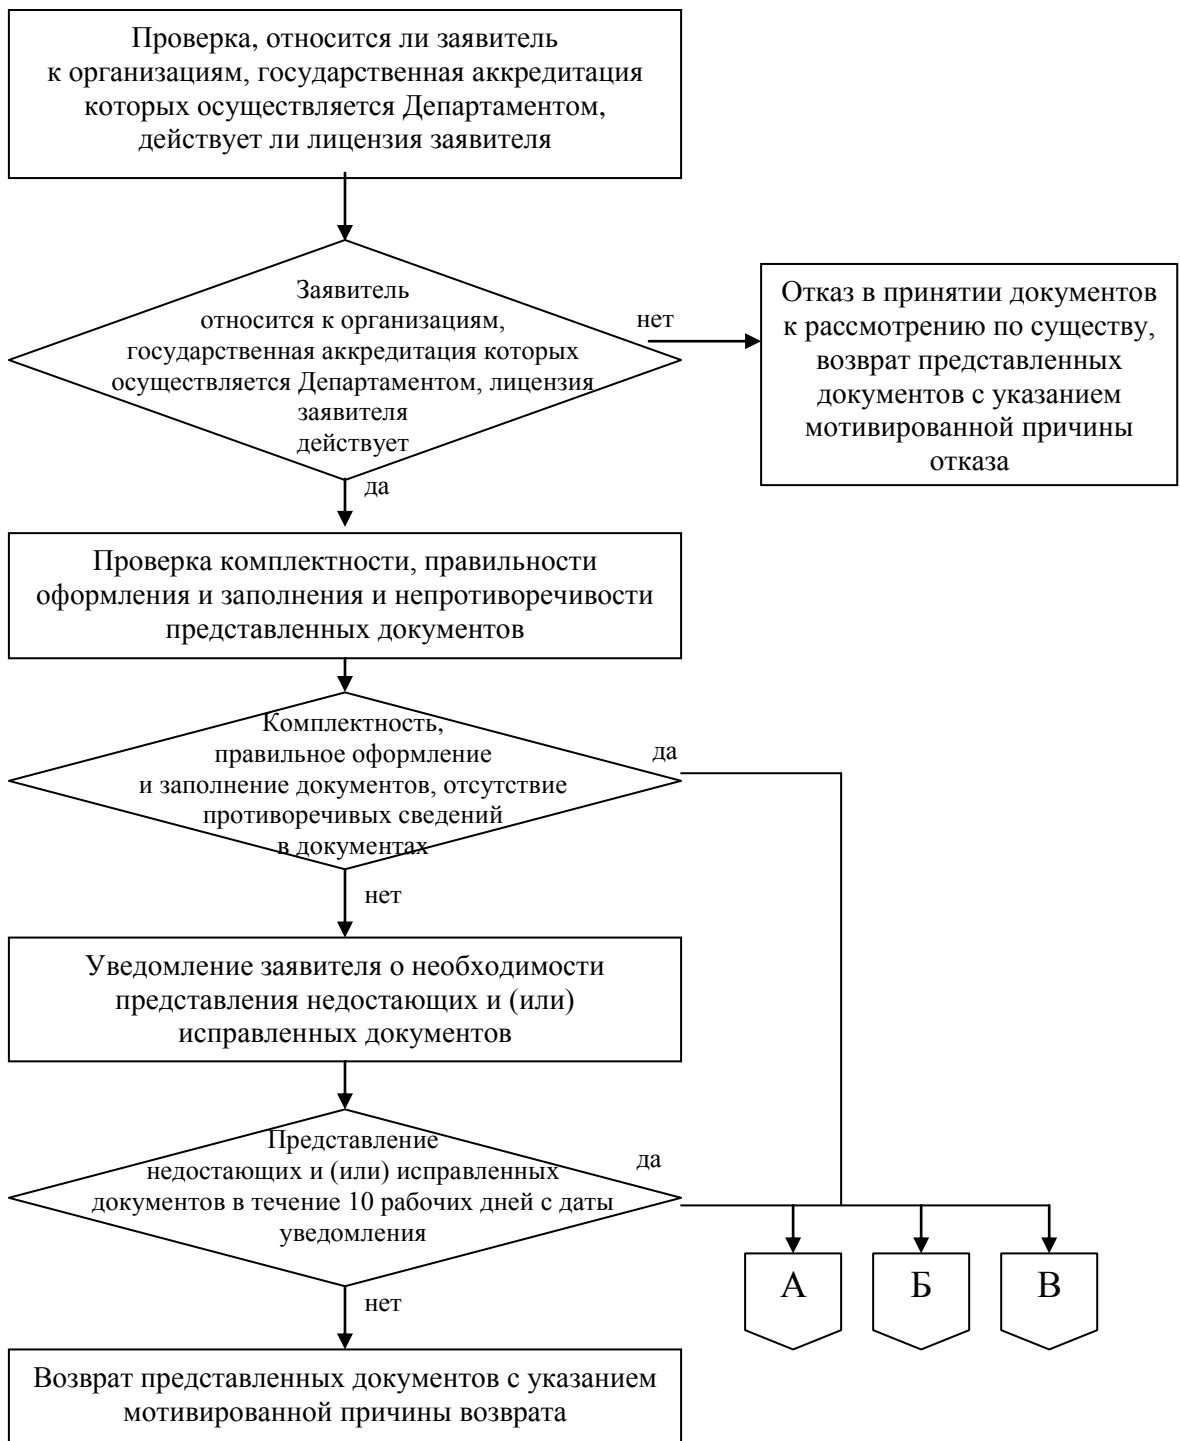 Проверка, относится ли заявитель
к организациям, государственная аккредитация
которых осуществляется Департаментом,
действует ли лицензия заявителя
Заявитель
относится к организациям,
государственная аккредитация которых
осуществляется Департаментом, лицензия
заявителя
действует
нет
Отказ в принятии документов
к рассмотрению по существу,
возврат представленных
документов с указанием
мотивированной причины
отказа
да
Проверка комплектности, правильности
оформления и заполнения и непротиворечивости
представленных документов
Комплектность,
правильное оформление
и заполнение документов, отсутствие
противоречивых сведений
в документах
да
нет
Уведомление заявителя о необходимости
представления недостающих и (или)
исправленных документов
Представление
недостающих и (или) исправленных
документов в течение 10 рабочих дней с даты
уведомления
да
А
Б
В
нет
Возврат представленных документов с указанием
мотивированной причины возврата